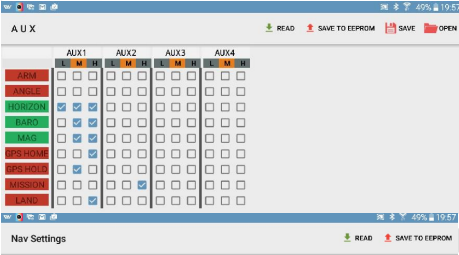 49% 19:57
A U X READ SAVE TO EEPROM SAVE OPEN
AUX1 AUX2 AUX3 AUX4
L M H L M H L M H L M H
ARM
ANGLE
HORIZON
BARO
MAG
GPS HOME
GPS HOLD
MISSION
LAND
49% 19:57
Nav Settings READ SAVE TO EEPROM